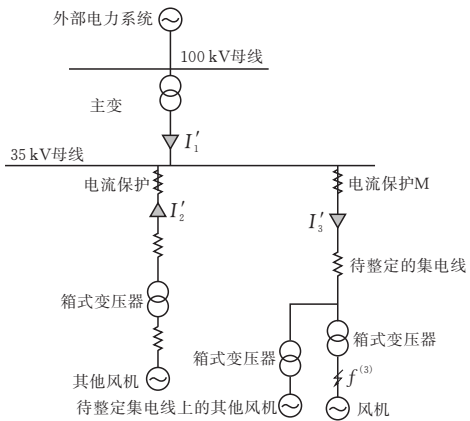 外部电力系统
100 kV母线
主变
I₁′
35 kV母线
电流保护
电流保护M
I₂′
I₃′
待整定的集电线
箱式变压器
箱式变压器
箱式变压器
f⁽³⁾
其他风机
待整定集电线上的其他风机
风机